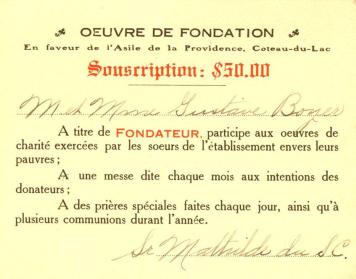 OEUVRE DE FONDATION
En faveur de l'Asile de la Providence, Coteau-du-Lac
Souscription: $50.00
M et Mme Gustave Boyer
A titre de FONDATEUR, participe aux oeuvres de
charité exercées par les soeurs de l'établissement envers leurs
pauvres;
A une messe dite chaque mois aux intentions des
donateurs;
A des prières spéciales faites chaque jour, ainsi qu'à
plusieurs communions durant l'année.
Sr Mathilde du S.C.